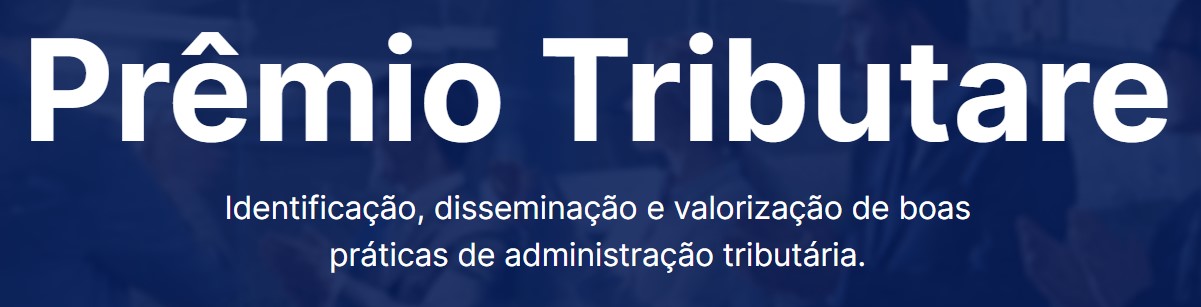 Prêmio Tributare
Identificação, disseminação e valorização de boas
práticas de administração tributária.